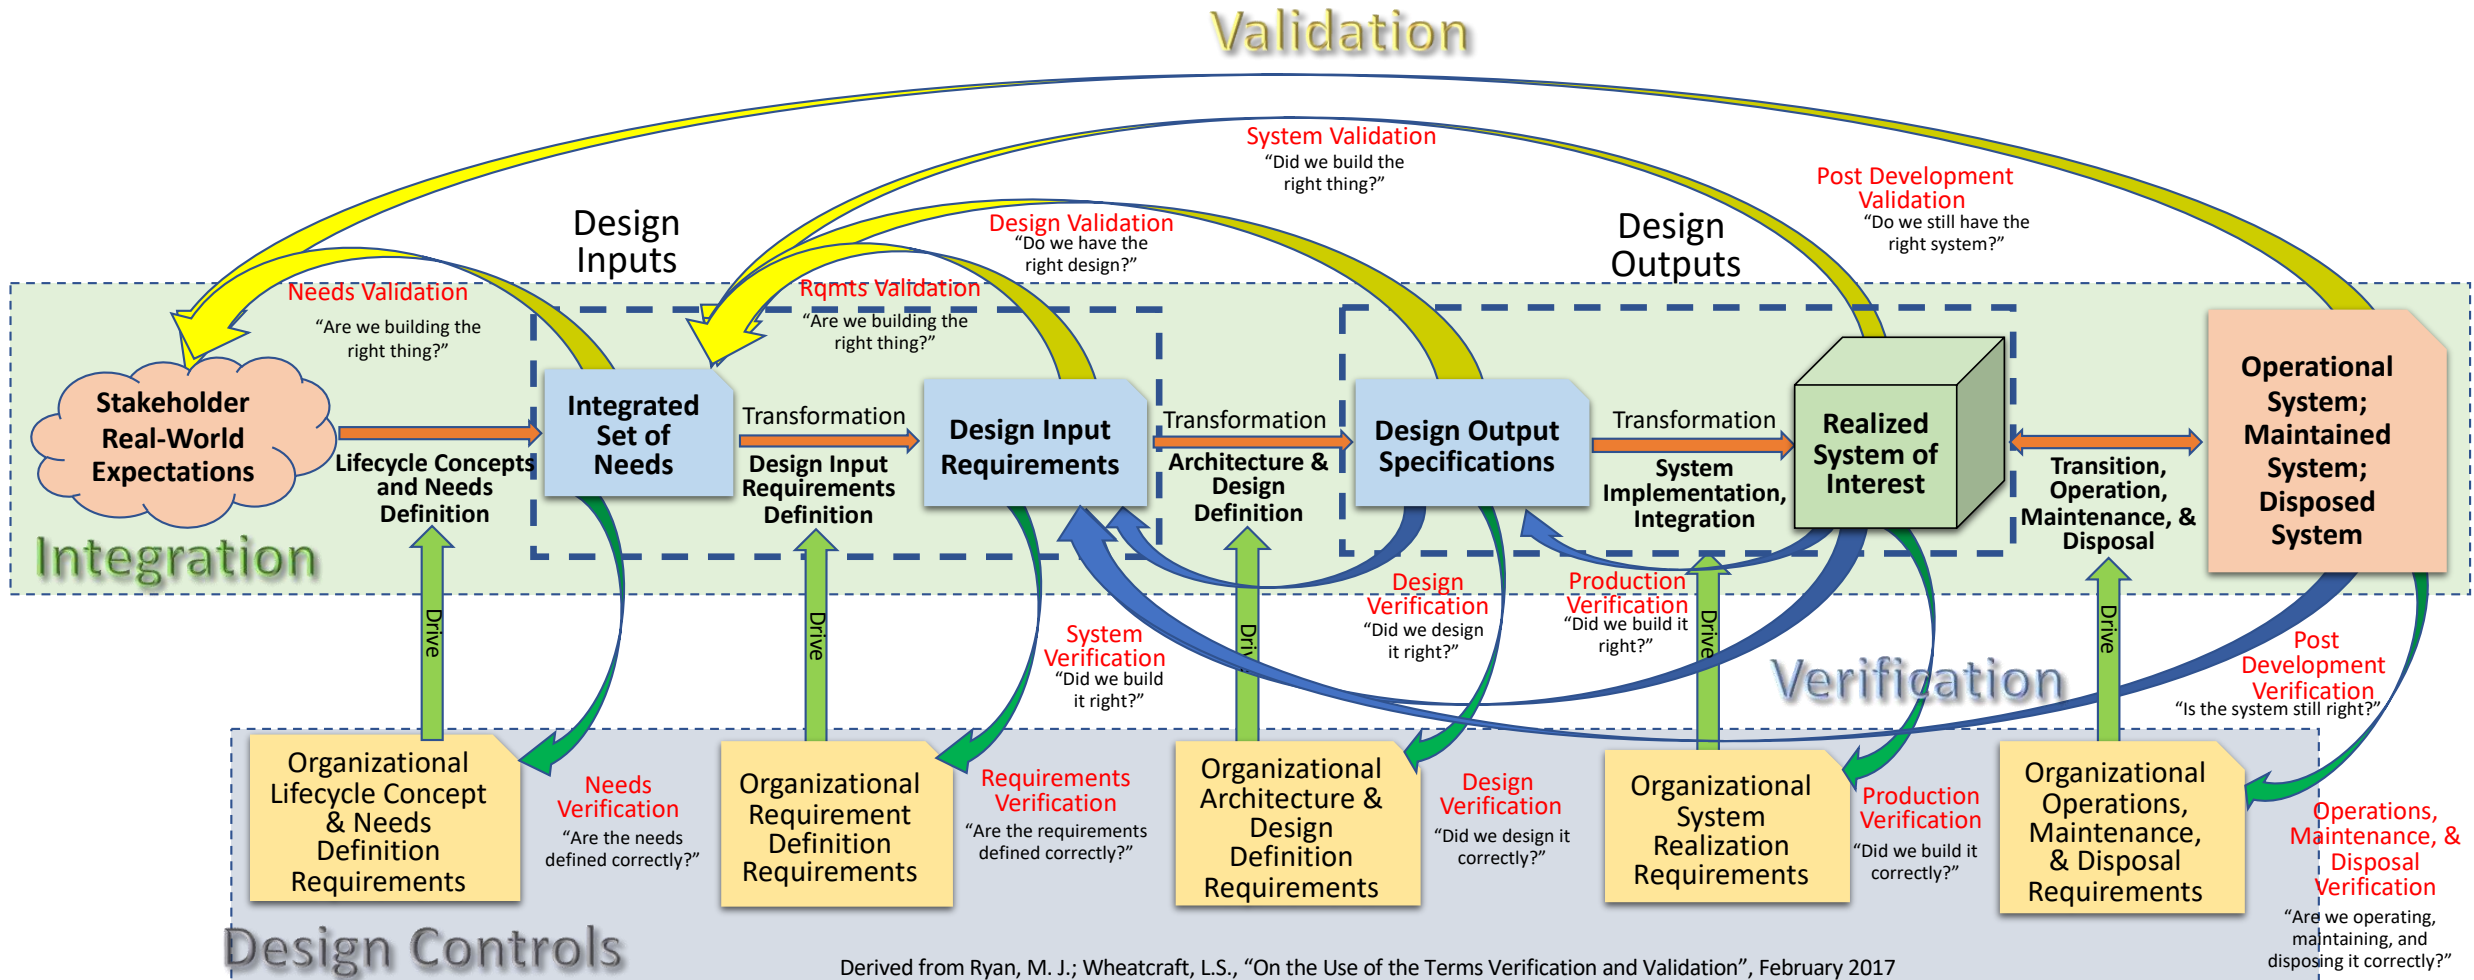 Validation
System Validation
“Did we build the
right thing?”
Post Development
Validation
“Do we still have the
right system?”
Design
Inputs
Design Validation
“Do we have the
right design?”
Design
Outputs
Needs Validation
“Are we building the
right thing?”
Rqmts Validation
“Are we building the
right thing?”
Stakeholder
Real-World
Expectations
Lifecycle Concepts
and Needs
Definition
Integrated
Set of
Needs
Transformation
Design Input
Requirements
Definition
Design Input
Requirements
Transformation
Architecture &
Design
Definition
Design Output
Specifications
Transformation
System
Implementation,
Integration
Realized
System of
Interest
Transition,
Operation,
Maintenance, &
Disposal
Operational
System;
Maintained
System;
Disposed
System
Integration
Drive
Drive
Drive
Drive
Drive
System
Verification
“Did we build
it right?”
Design
Verification
“Did we design
it right?”
Production
Verification
“Did we build it
right?”
Verification
Post
Development
Verification
“Is the system still right?”
Organizational
Lifecycle Concept
& Needs
Definition
Requirements
Needs
Verification
“Are the needs
defined correctly?”
Organizational
Requirement
Definition
Requirements
Requirements
Verification
“Are the requirements
defined correctly?”
Organizational
Architecture &
Design
Definition
Requirements
Design
Verification
“Did we design it
correctly?”
Organizational
System
Realization
Requirements
Production
Verification
“Did we build it
correctly?”
Organizational
Operations,
Maintenance,
& Disposal
Requirements
Operations,
Maintenance, &
Disposal
Verification
“Are we operating,
maintaining, and
disposing it correctly?”
Design Controls
Derived from Ryan, M. J.; Wheatcraft, L.S., “On the Use of the Terms Verification and Validation”, February 2017